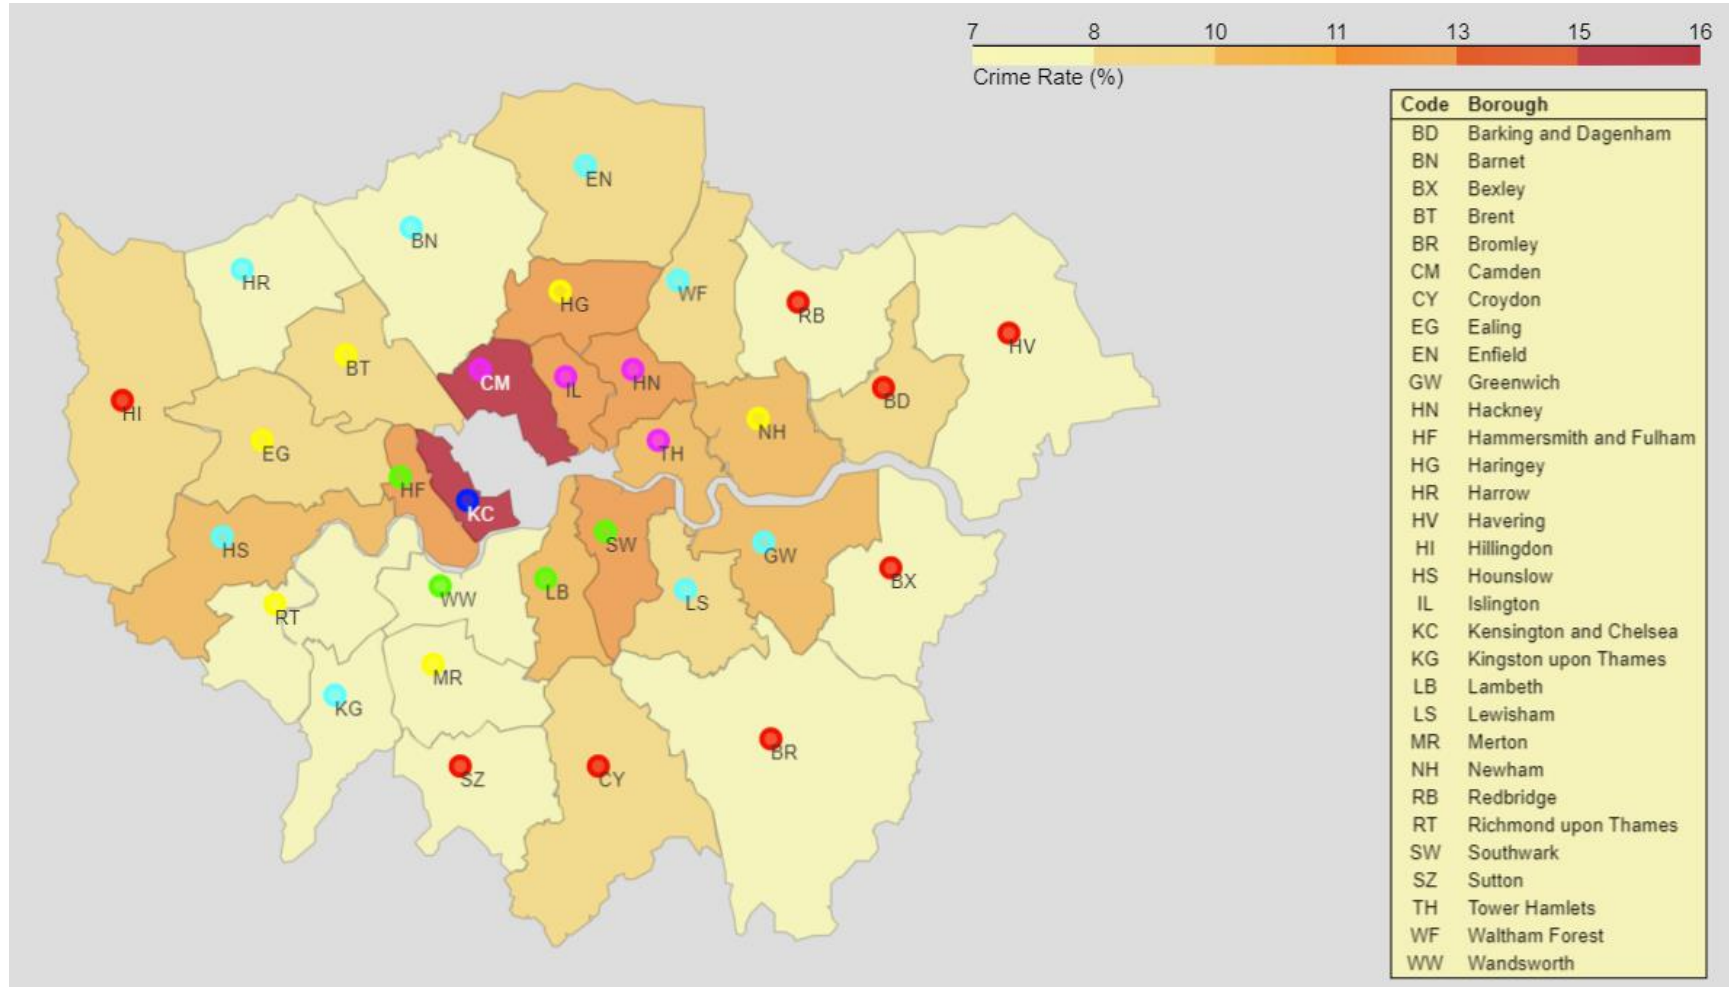 7 8 10 11 13 15 16
Crime Rate (%)
Code Borough
BD Barking and Dagenham
BN Barnet
BX Bexley
BT Brent
BR Bromley
CM Camden
CY Croydon
EG Ealing
EN Enfield
GW Greenwich
HN Hackney
HF Hammersmith and Fulham
HG Haringey
HR Harrow
HV Havering
HI Hillingdon
HS Hounslow
IL Islington
KC Kensington and Chelsea
KG Kingston upon Thames
LB Lambeth
LS Lewisham
MR Merton
NH Newham
RB Redbridge
RT Richmond upon Thames
SW Southwark
SZ Sutton
TH Tower Hamlets
WF Waltham Forest
WW Wandsworth
EN
BN
HR
WF
HG
RB
HV
BT
CM
IL
HN
BD
HI
NH
EG
TH
HF
KC
SW
HS
GW
BX
LB
WW
LS
RT
MR
KG
BR
SZ
CY